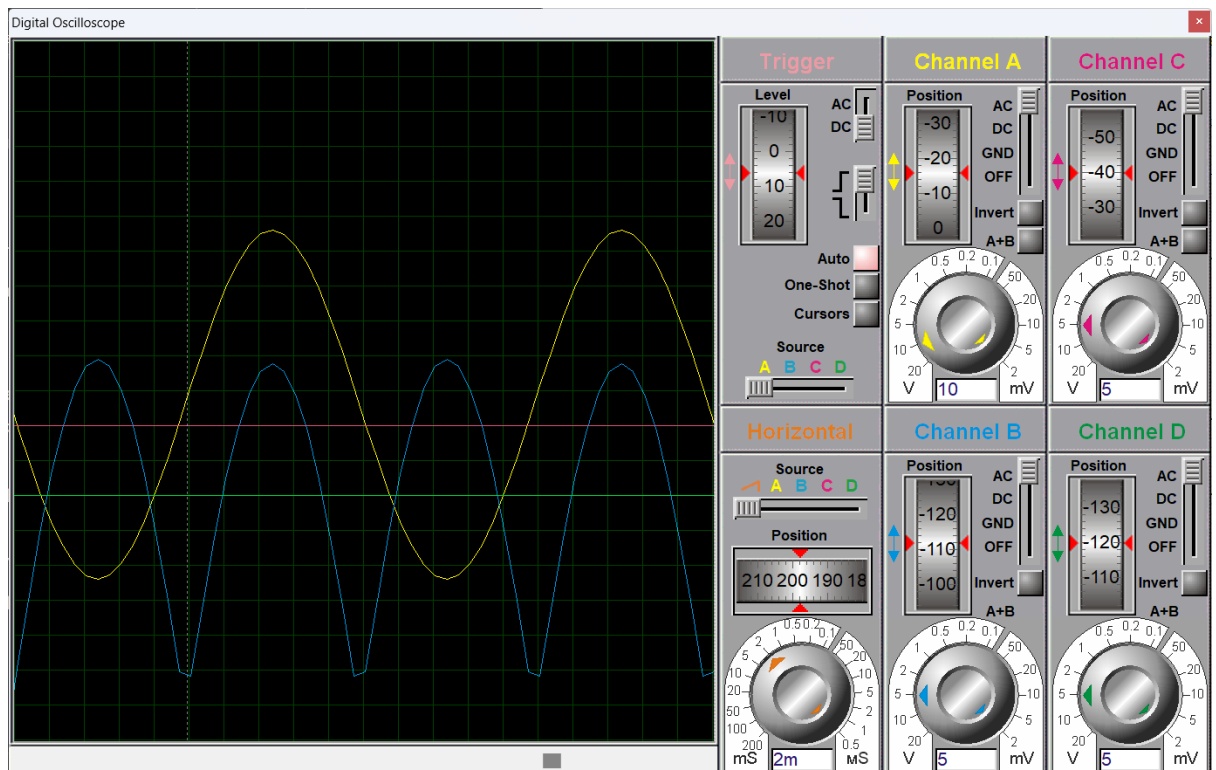 Digital Oscilloscope
Trigger
Level
-10
0
10
20
AC
DC
Auto
One-Shot
Cursors
Source
A B C D
Channel A
Position
-30
-20
-10
0
AC
DC
GND
OFF
Invert
A+B
20
10
5
2
1
0.5
0.2
0.1
50
20
10
5
2
V
10
mV
Channel C
Position
-50
-40
-30
AC
DC
GND
OFF
Invert
A+B
20
10
5
2
1
0.5
0.2
0.1
50
20
10
5
2
V
5
mV
Horizontal
Source
A B C D
Position
210 200 190 18
200
100
50
20
10
5
2
1
0.5
0.2
0.1
50
20
10
5
2
1
0.5
mS
2m
мS
Channel B
Position
-120
-110
-100
AC
DC
GND
OFF
Invert
A+B
20
10
5
2
1
0.5
0.2
0.1
50
20
10
5
2
V
5
mV
Channel D
Position
-130
-120
-110
AC
DC
GND
OFF
Invert
A+B
20
10
5
2
1
0.5
0.2
0.1
50
20
10
5
2
V
5
mV